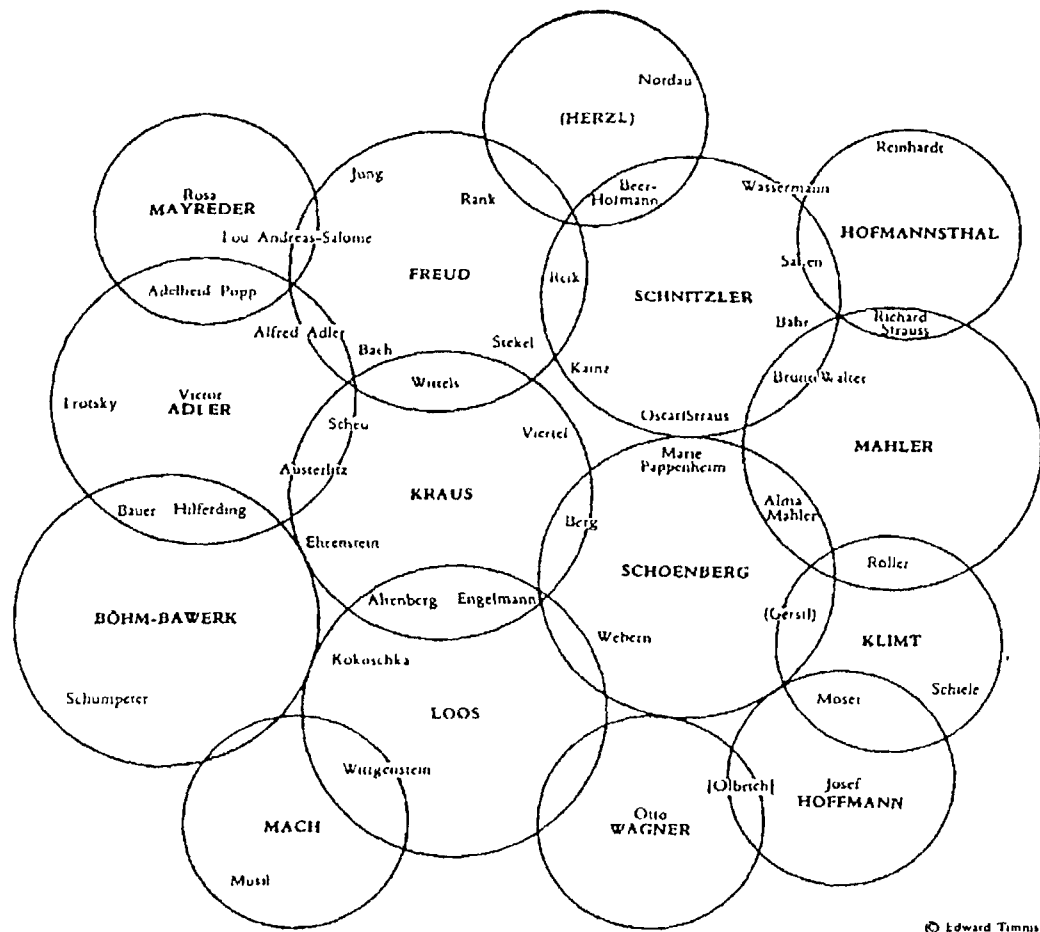 Nordau
(HERZL)
Reinhardt
Jung
Beer-
Hofmann
Wassermann
Rosa
MAYREDER
Rank
HOFMANNSTHAL
Lou Andreas-Salome
Salten
FREUD
Reik
SCHNITZLER
Adelheid Popp
Richard
Strauss
Alfred Adler
Bahr
Bach
Stekel
Kainz
Wittels
Bruno Walter
Trotsky
Victor
ADLER
Scheu
Oscar Straus
Viertel
MAHLER
Marie
Pappenheim
Austerlitz
KRAUS
Alma
Mahler
Bauer Hilferding
Berg
Ehrenstein
Roller
SCHOENBERG
Altenberg Engelmann
BÖHM-BAWERK
(Gerstl)
Webern
KLIMT
Kokoschka
Schumpeter
Schiele
Moser
LOOS
Wittgenstein
[Olbrich]
Josef
HOFFMANN
Otto
WAGNER
MACH
Musil
© Edward Timms